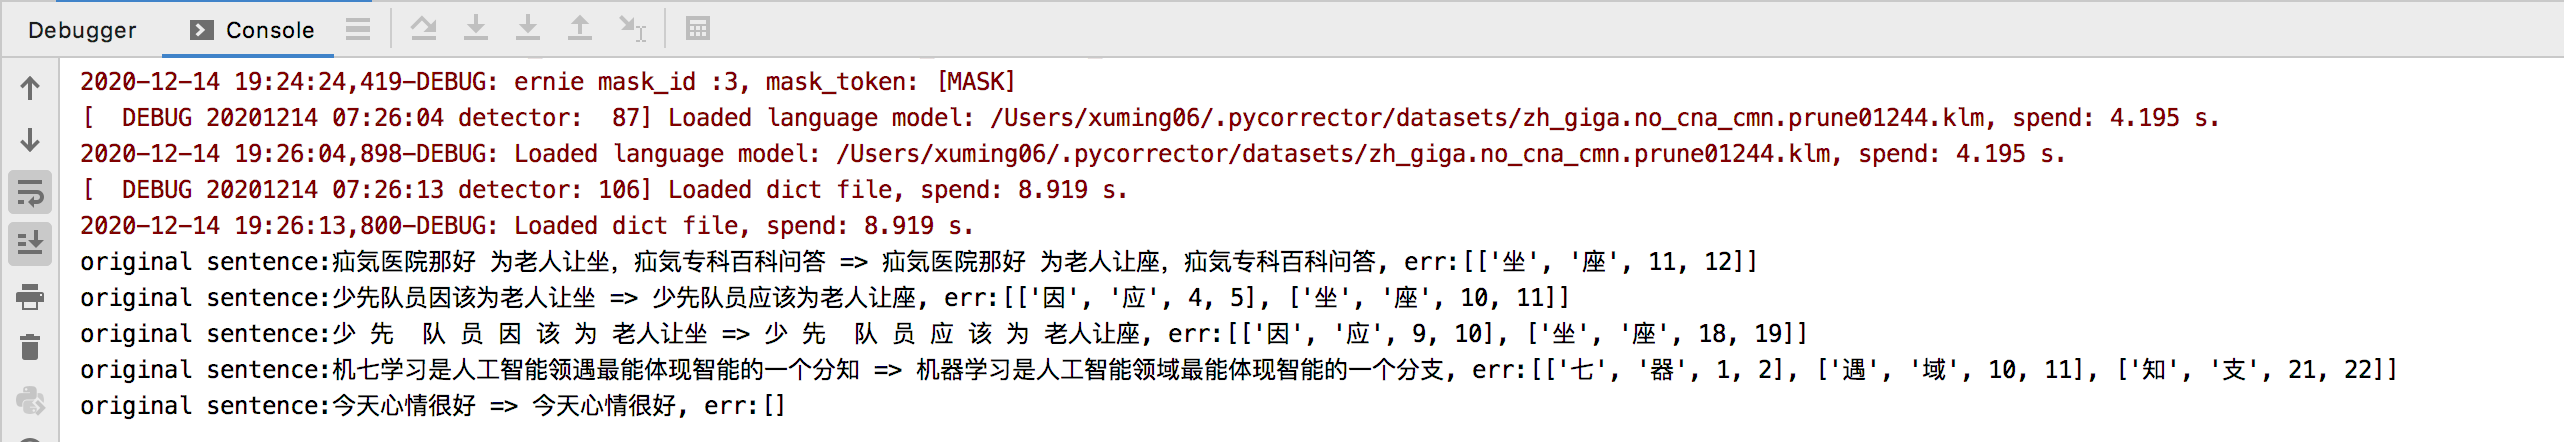 Debugger Console
2020-12-14 19:24:24,419-DEBUG: ernie mask_id :3, mask_token: [MASK]
[  DEBUG 20201214 07:26:04 detector:  87] Loaded language model: /Users/xuming06/.pycorrector/datasets/zh_giga.no_cna_cmn.prune01244.klm, spend: 4.195 s.
2020-12-14 19:26:04,898-DEBUG: Loaded language model: /Users/xuming06/.pycorrector/datasets/zh_giga.no_cna_cmn.prune01244.klm, spend: 4.195 s.
[  DEBUG 20201214 07:26:13 detector: 106] Loaded dict file, spend: 8.919 s.
2020-12-14 19:26:13,800-DEBUG: Loaded dict file, spend: 8.919 s.
original sentence:疝気医院那好 为老人让坐，疝気专科百科问答 => 疝気医院那好 为老人让座，疝気专科百科问答, err:[['坐', '座', 11, 12]]
original sentence:少先队员因该为老人让坐 => 少先队员应该为老人让座, err:[['因', '应', 4, 5], ['坐', '座', 10, 11]]
original sentence:少 先  队 员 因 该 为 老人让坐 => 少 先  队 员 应 该 为 老人让座, err:[['因', '应', 9, 10], ['坐', '座', 18, 19]]
original sentence:机七学习是人工智能领遇最能体现智能的一个分知 => 机器学习是人工智能领域最能体现智能的一个分支, err:[['七', '器', 1, 2], ['遇', '域', 10, 11], ['知', '支', 21, 22]]
original sentence:今天心情很好 => 今天心情很好, err:[]